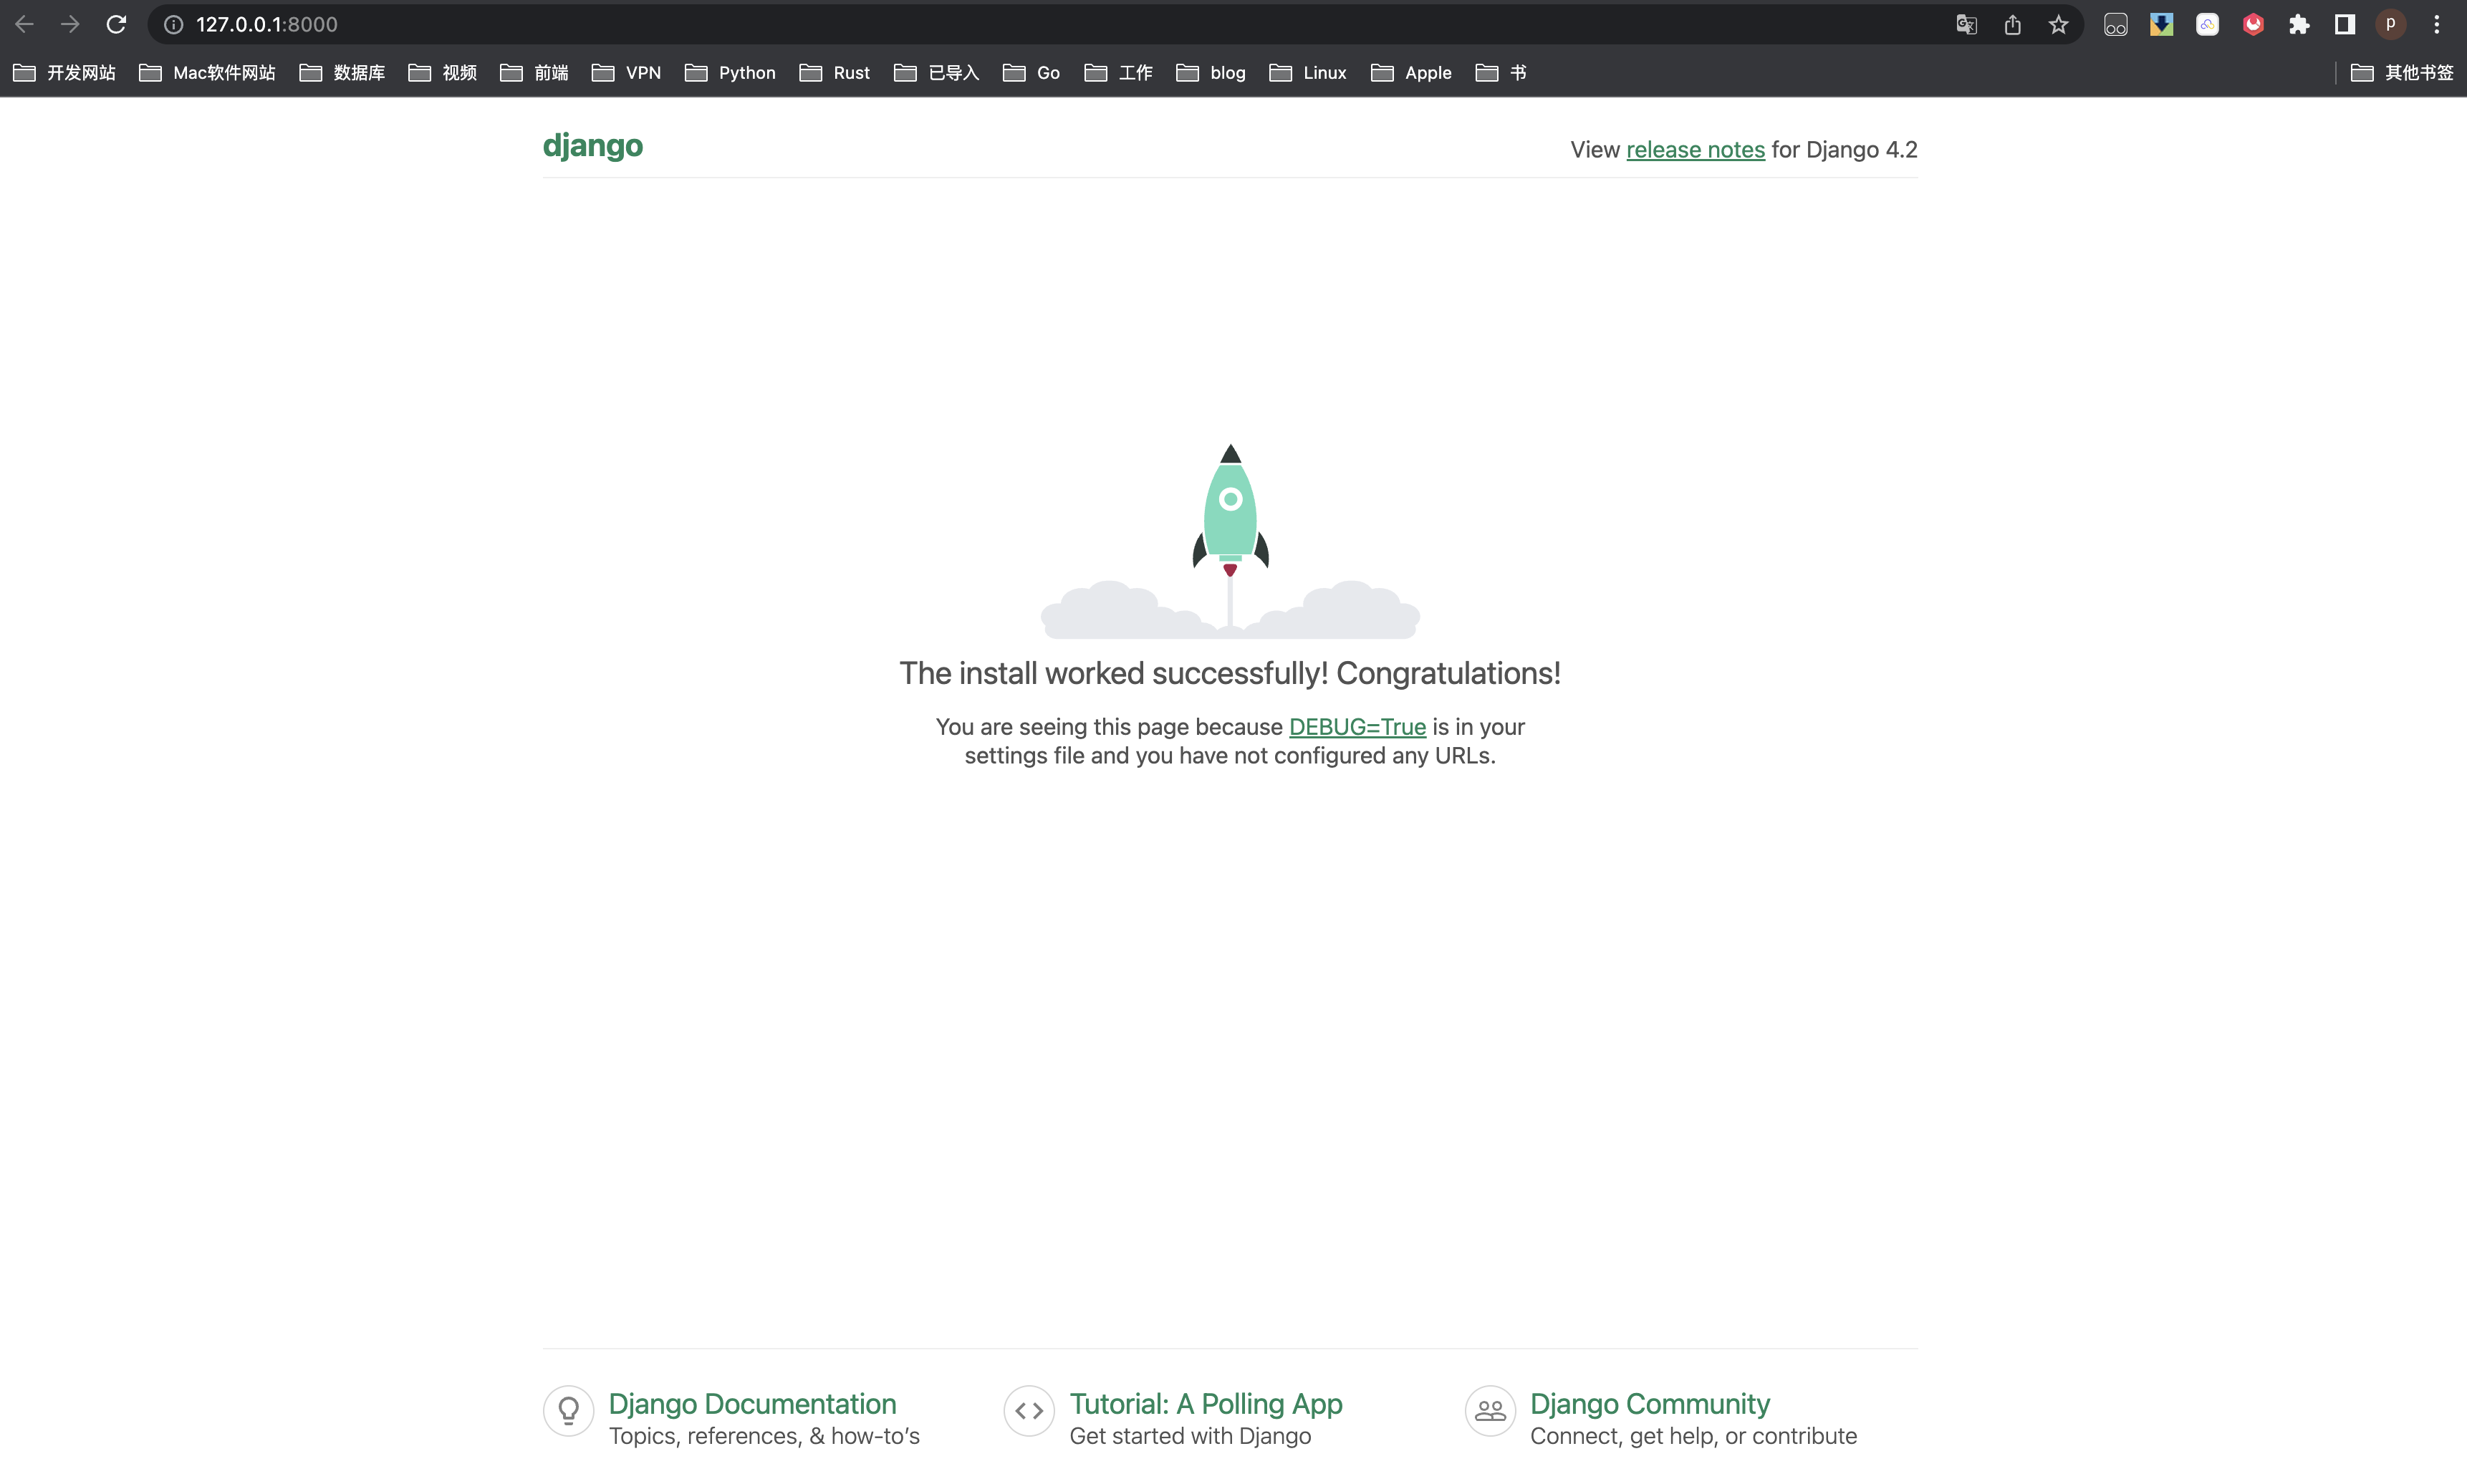 127.0.0.1:8000
P
开发网站 Mac软件网站 数据库 视频 前端 VPN Python Rust 已导入 Go 工作 blog Linux Apple 书 其他书签
django View release notes for Django 4.2
The install worked successfully! Congratulations!
You are seeing this page because DEBUG=True is in your
settings file and you have not configured any URLs.
Django Documentation
Topics, references, & how-to’s
Tutorial: A Polling App
Get started with Django
Django Community
Connect, get help, or contribute